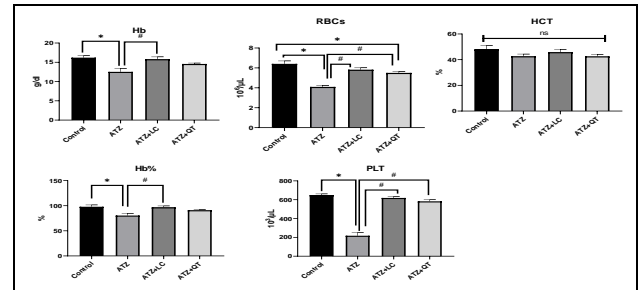 Hb
* #
g/d
20
15
10
5
0
Control ATZ ATZ+LC ATZ+QT
RBCs
*
* #
#
10⁶/µL
8
6
4
2
0
Control ATZ ATZ+LC ATZ+QT
HCT
ns
%
60
40
20
0
Control ATZ ATZ+LC ATZ+QT
Hb%
* #
%
150
100
50
0
Control ATZ ATZ+LC ATZ+QT
PLT
* #
#
10³/µL
800
600
400
200
0
Control ATZ ATZ+LC ATZ+QT